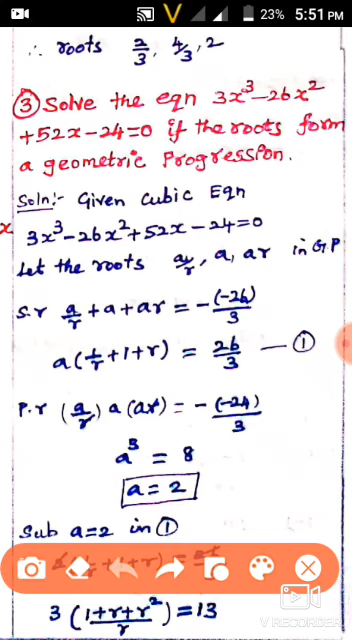 23% 5:51 PM
∴ roots 2/3, 4/3, 2
③ Solve the eqn 3x³-26x²
+52x-24=0 if the roots form
a geometric progression.
Soln:- Given Cubic Eqn
x
3x³-26x²+52x-24=0
Let the roots a/r, a, ar in G.P
S.r a/r +a+ar = -(-26)/3
a(1/r+1+r) = 26/3 — ①
P.r (a/r) a (ar) = -(-24)/3
a³ = 8
a=2
Sub a=2 in ①
3(1+r+r²/r)=13
V RECORDER